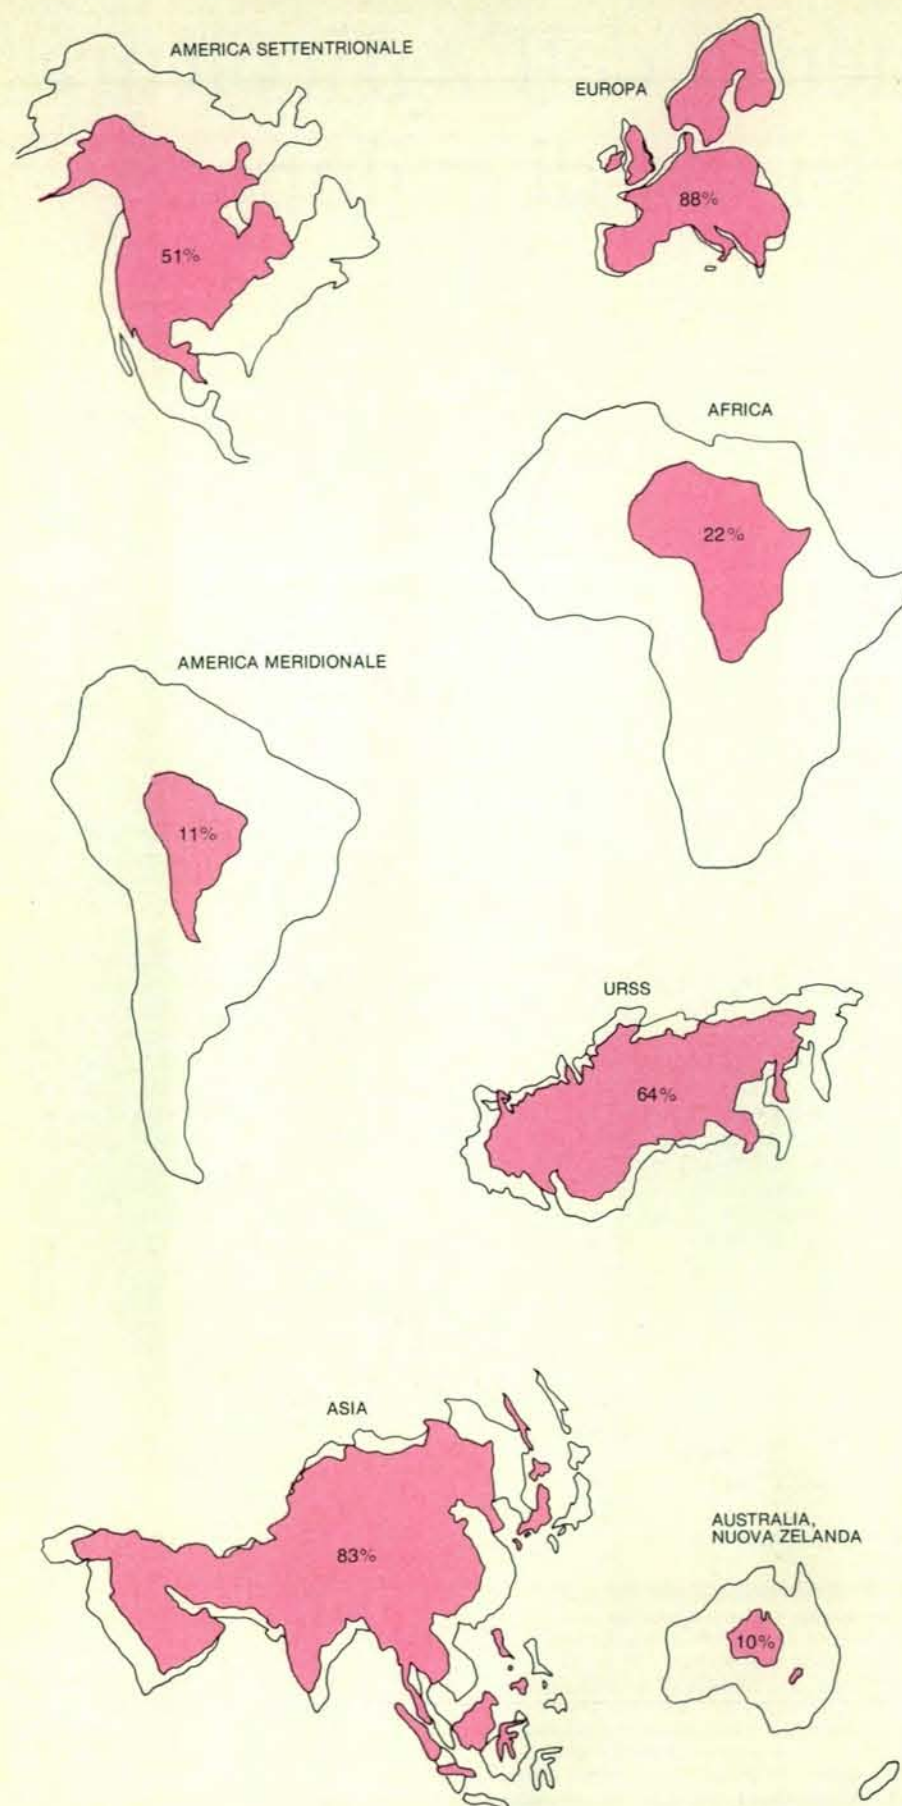 AMERICA SETTENTRIONALE
51%
EUROPA
88%
AFRICA
22%
AMERICA MERIDIONALE
11%
URSS
64%
ASIA
83%
AUSTRALIA,
NUOVA ZELANDA
10%